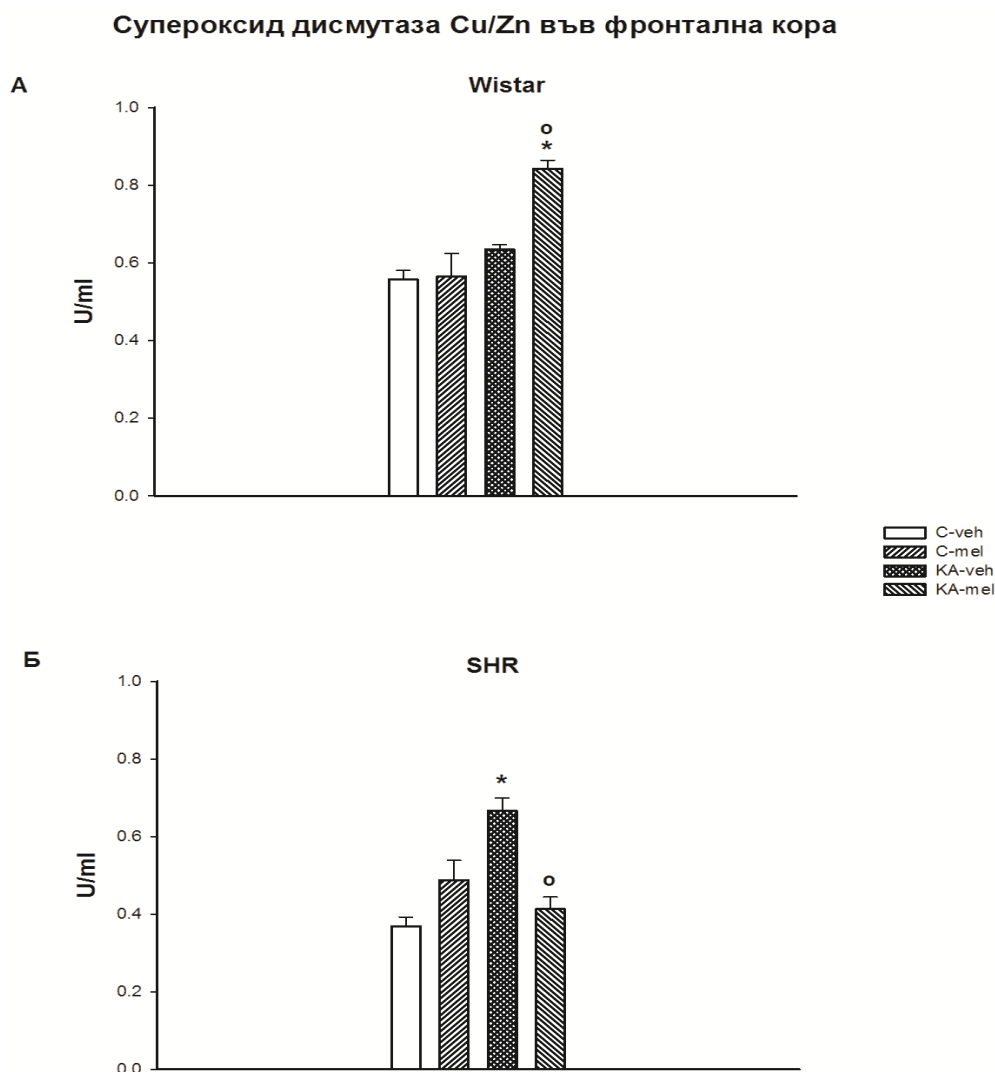 Супероксид дисмутаза Cu/Zn във фронтална кора
А
Wistar
1.0
0.8
0.6
0.4
0.2
0.0
U/ml
o
*
C-veh
C-mel
KA-veh
KA-mel
Б
SHR
1.0
0.8
0.6
0.4
0.2
0.0
U/ml
*
o